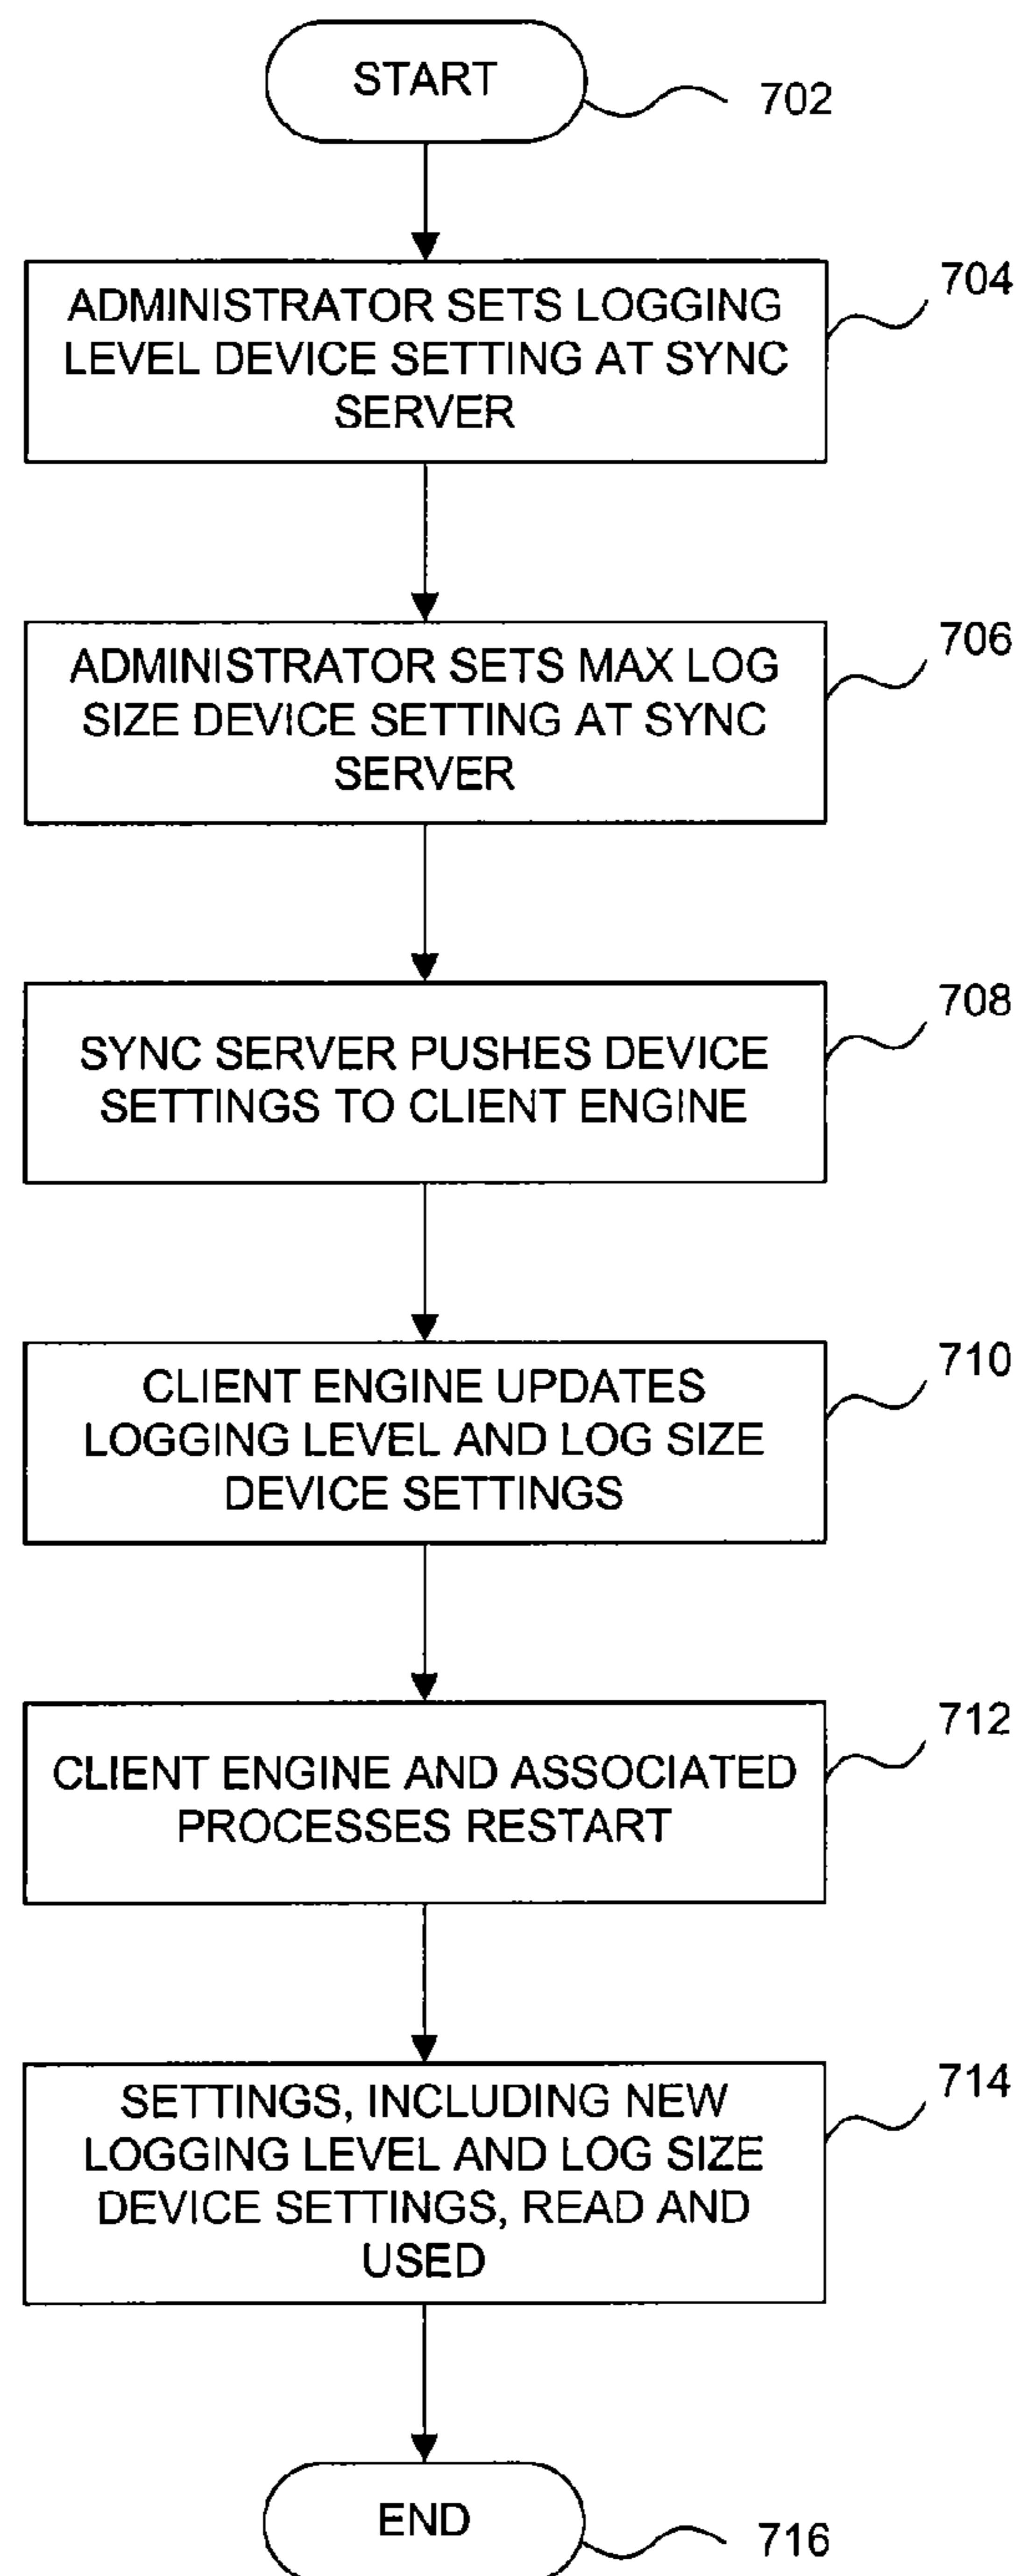 START
702
ADMINISTRATOR SETS LOGGING
LEVEL DEVICE SETTING AT SYNC
SERVER
704
ADMINISTRATOR SETS MAX LOG
SIZE DEVICE SETTING AT SYNC
SERVER
706
SYNC SERVER PUSHES DEVICE
SETTINGS TO CLIENT ENGINE
708
CLIENT ENGINE UPDATES
LOGGING LEVEL AND LOG SIZE
DEVICE SETTINGS
710
CLIENT ENGINE AND ASSOCIATED
PROCESSES RESTART
712
SETTINGS, INCLUDING NEW
LOGGING LEVEL AND LOG SIZE
DEVICE SETTINGS, READ AND
USED
714
END
716